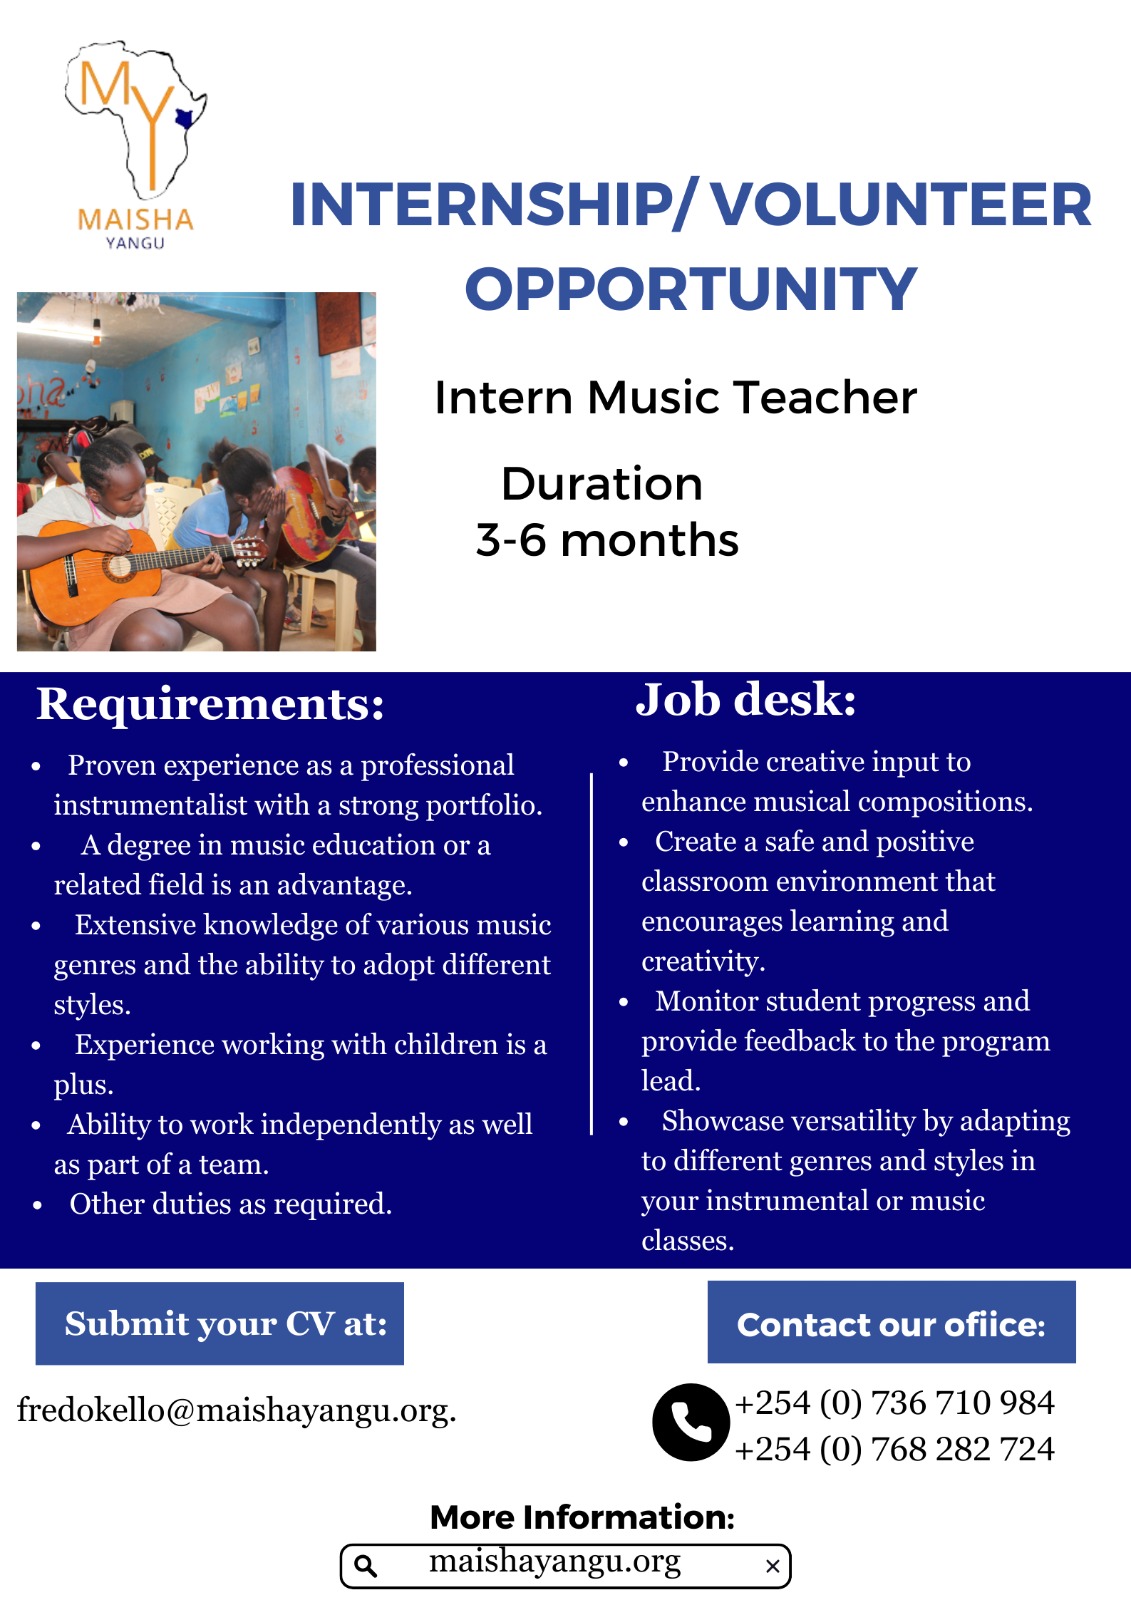 MY
MAISHA
YANGU
INTERNSHIP/ VOLUNTEER
OPPORTUNITY
Intern Music Teacher
Duration
3-6 months
Requirements:
• Proven experience as a professional
instrumentalist with a strong portfolio.
• A degree in music education or a
related field is an advantage.
• Extensive knowledge of various music
genres and the ability to adopt different
styles.
• Experience working with children is a
plus.
• Ability to work independently as well
as part of a team.
• Other duties as required.
Job desk:
• Provide creative input to
enhance musical compositions.
• Create a safe and positive
classroom environment that
encourages learning and
creativity.
• Monitor student progress and
provide feedback to the program
lead.
• Showcase versatility by adapting
to different genres and styles in
your instrumental or music
classes.
Submit your CV at:
fredokello@maishayangu.org.
Contact our ofiice:
+254 (0) 736 710 984
+254 (0) 768 282 724
More Information:
maishayangu.org